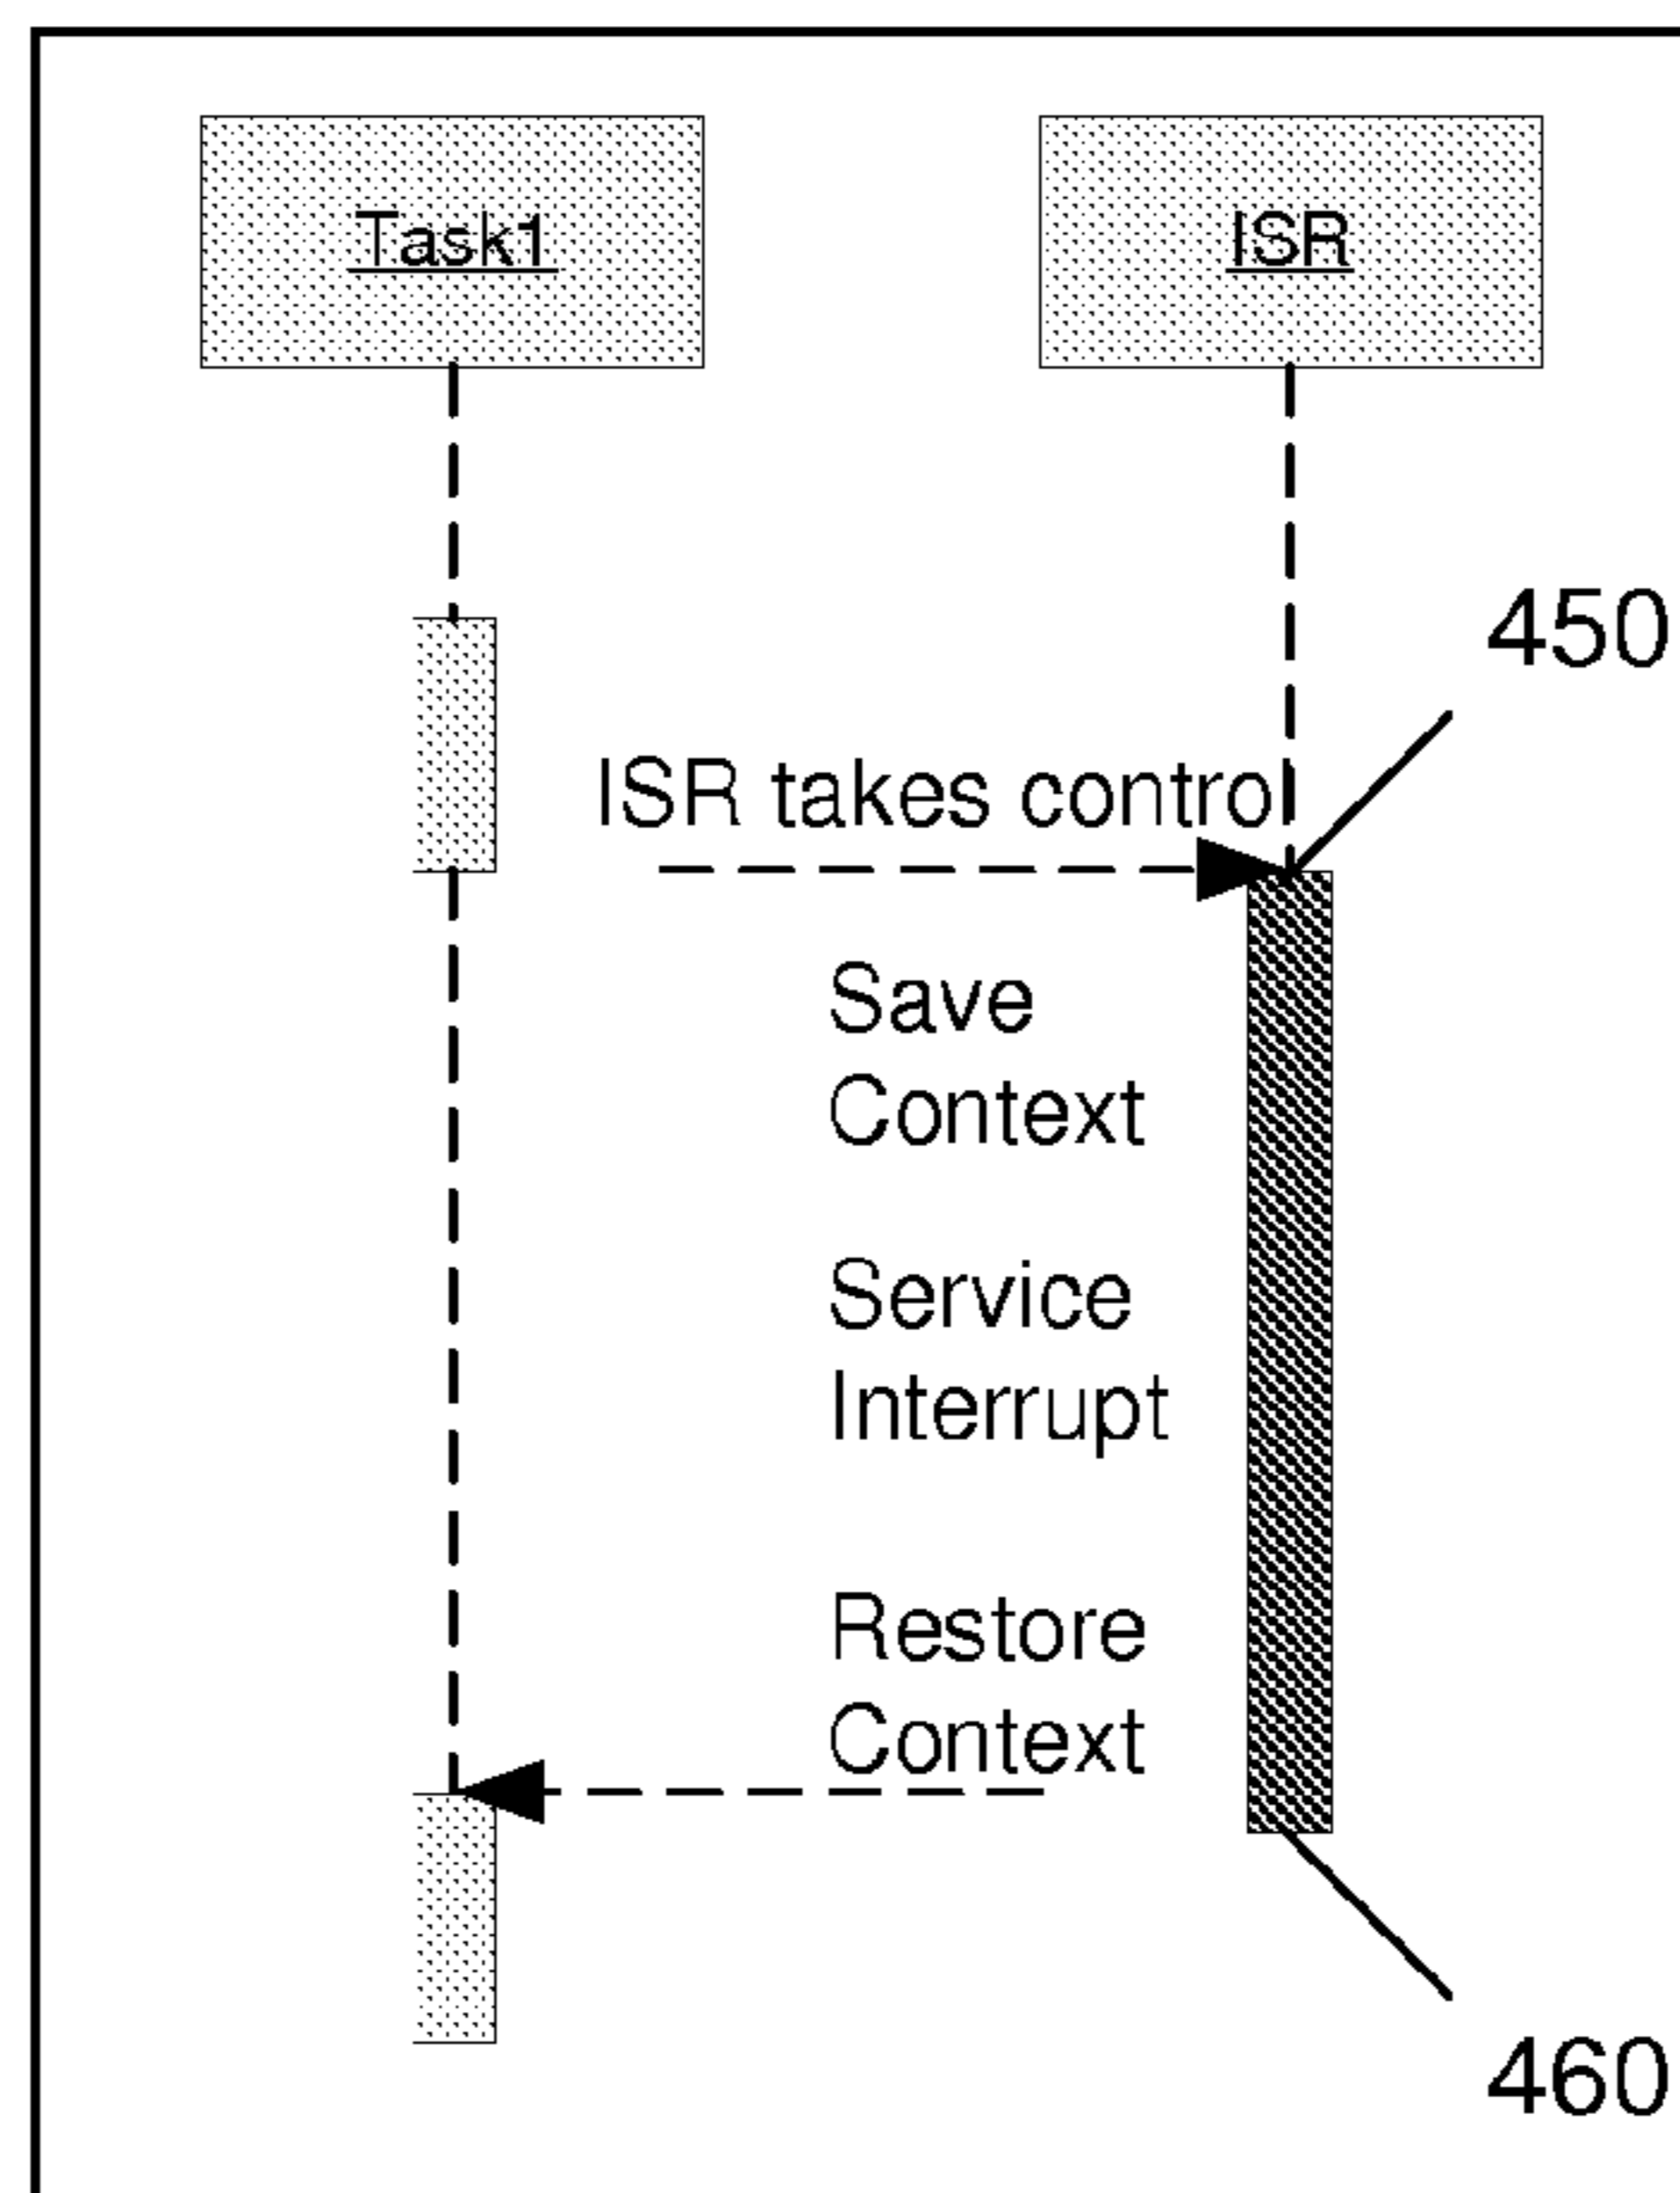 Task1
ISR
450
ISR takes control
Save
Context
Service
Interrupt
Restore
Context
460